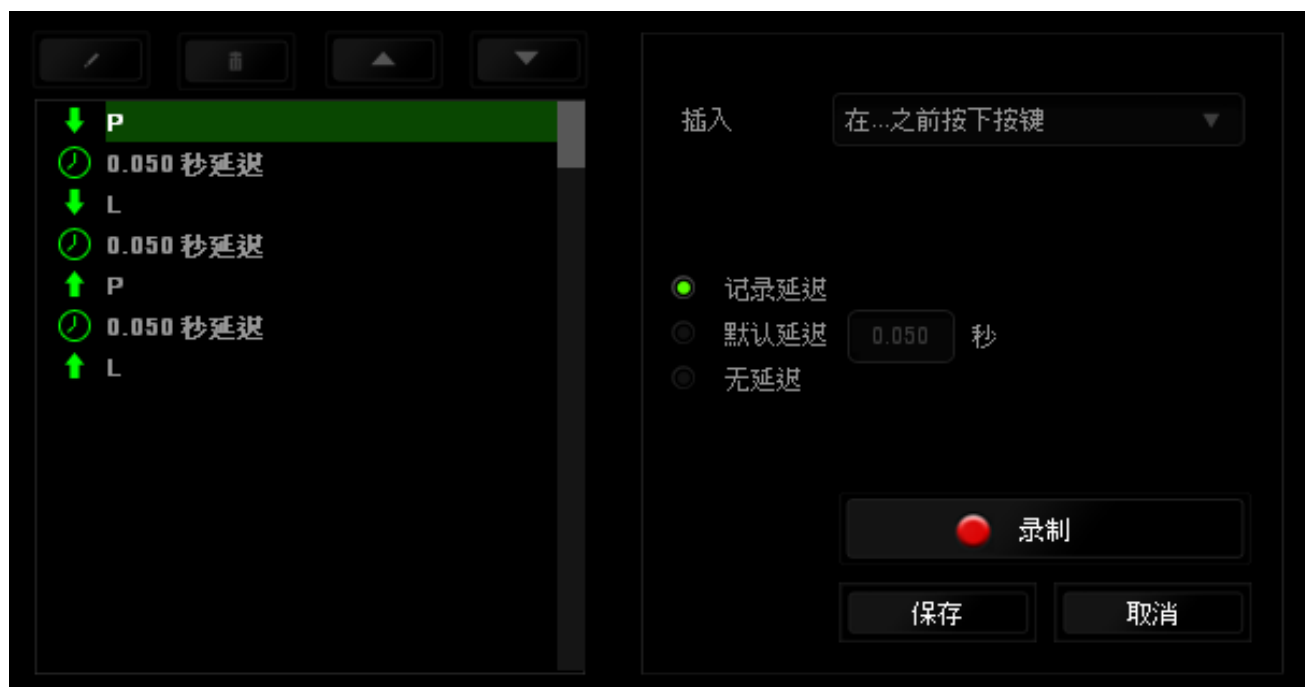 P
0.050 秒延迟
L
0.050 秒延迟
P
0.050 秒延迟
L
插入
在...之前按下按键
记录延迟
默认延迟 0.050 秒
无延迟
录制
保存 取消